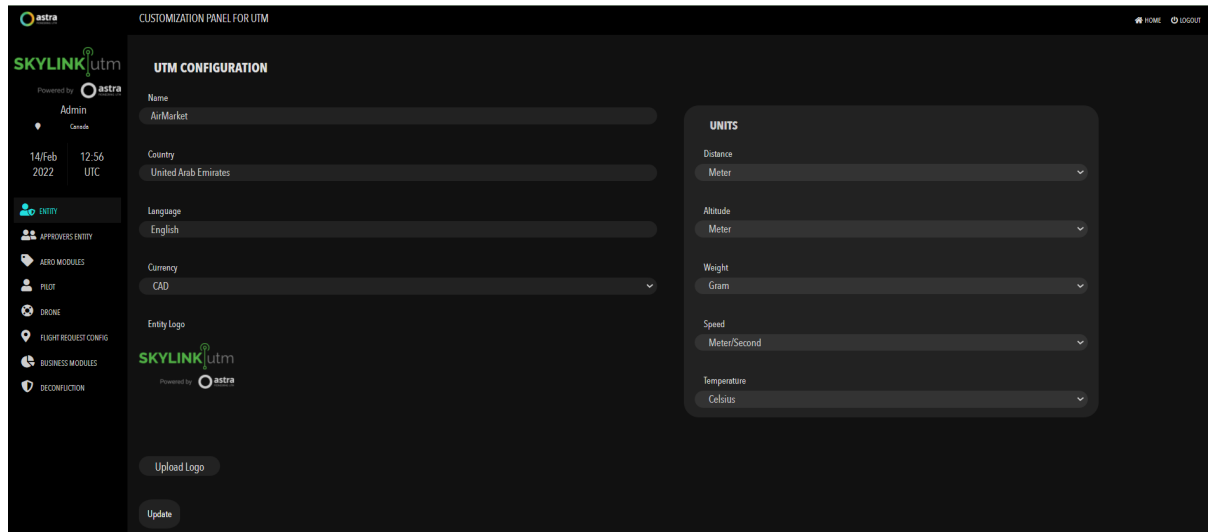 astra
CUSTOMIZATION PANEL FOR UTM
HOME
LOGOUT
SKYLINK utm
Powered by astra
Admin
Canada
14/Feb 2022
12:56 UTC
ENTITY
APPROVERS ENTITY
AERO MODULES
PILOT
DRONE
FLIGHT REQUEST CONFIG
BUSINESS MODULES
DECONFLICTION
UTM CONFIGURATION
Name
AirMarket
Country
United Arab Emirates
Language
English
Currency
CAD
Entity Logo
SKYLINK utm
Powered by astra
Upload Logo
Update
UNITS
Distance
Meter
Altitude
Meter
Weight
Gram
Speed
Meter/Second
Temperature
Celsius